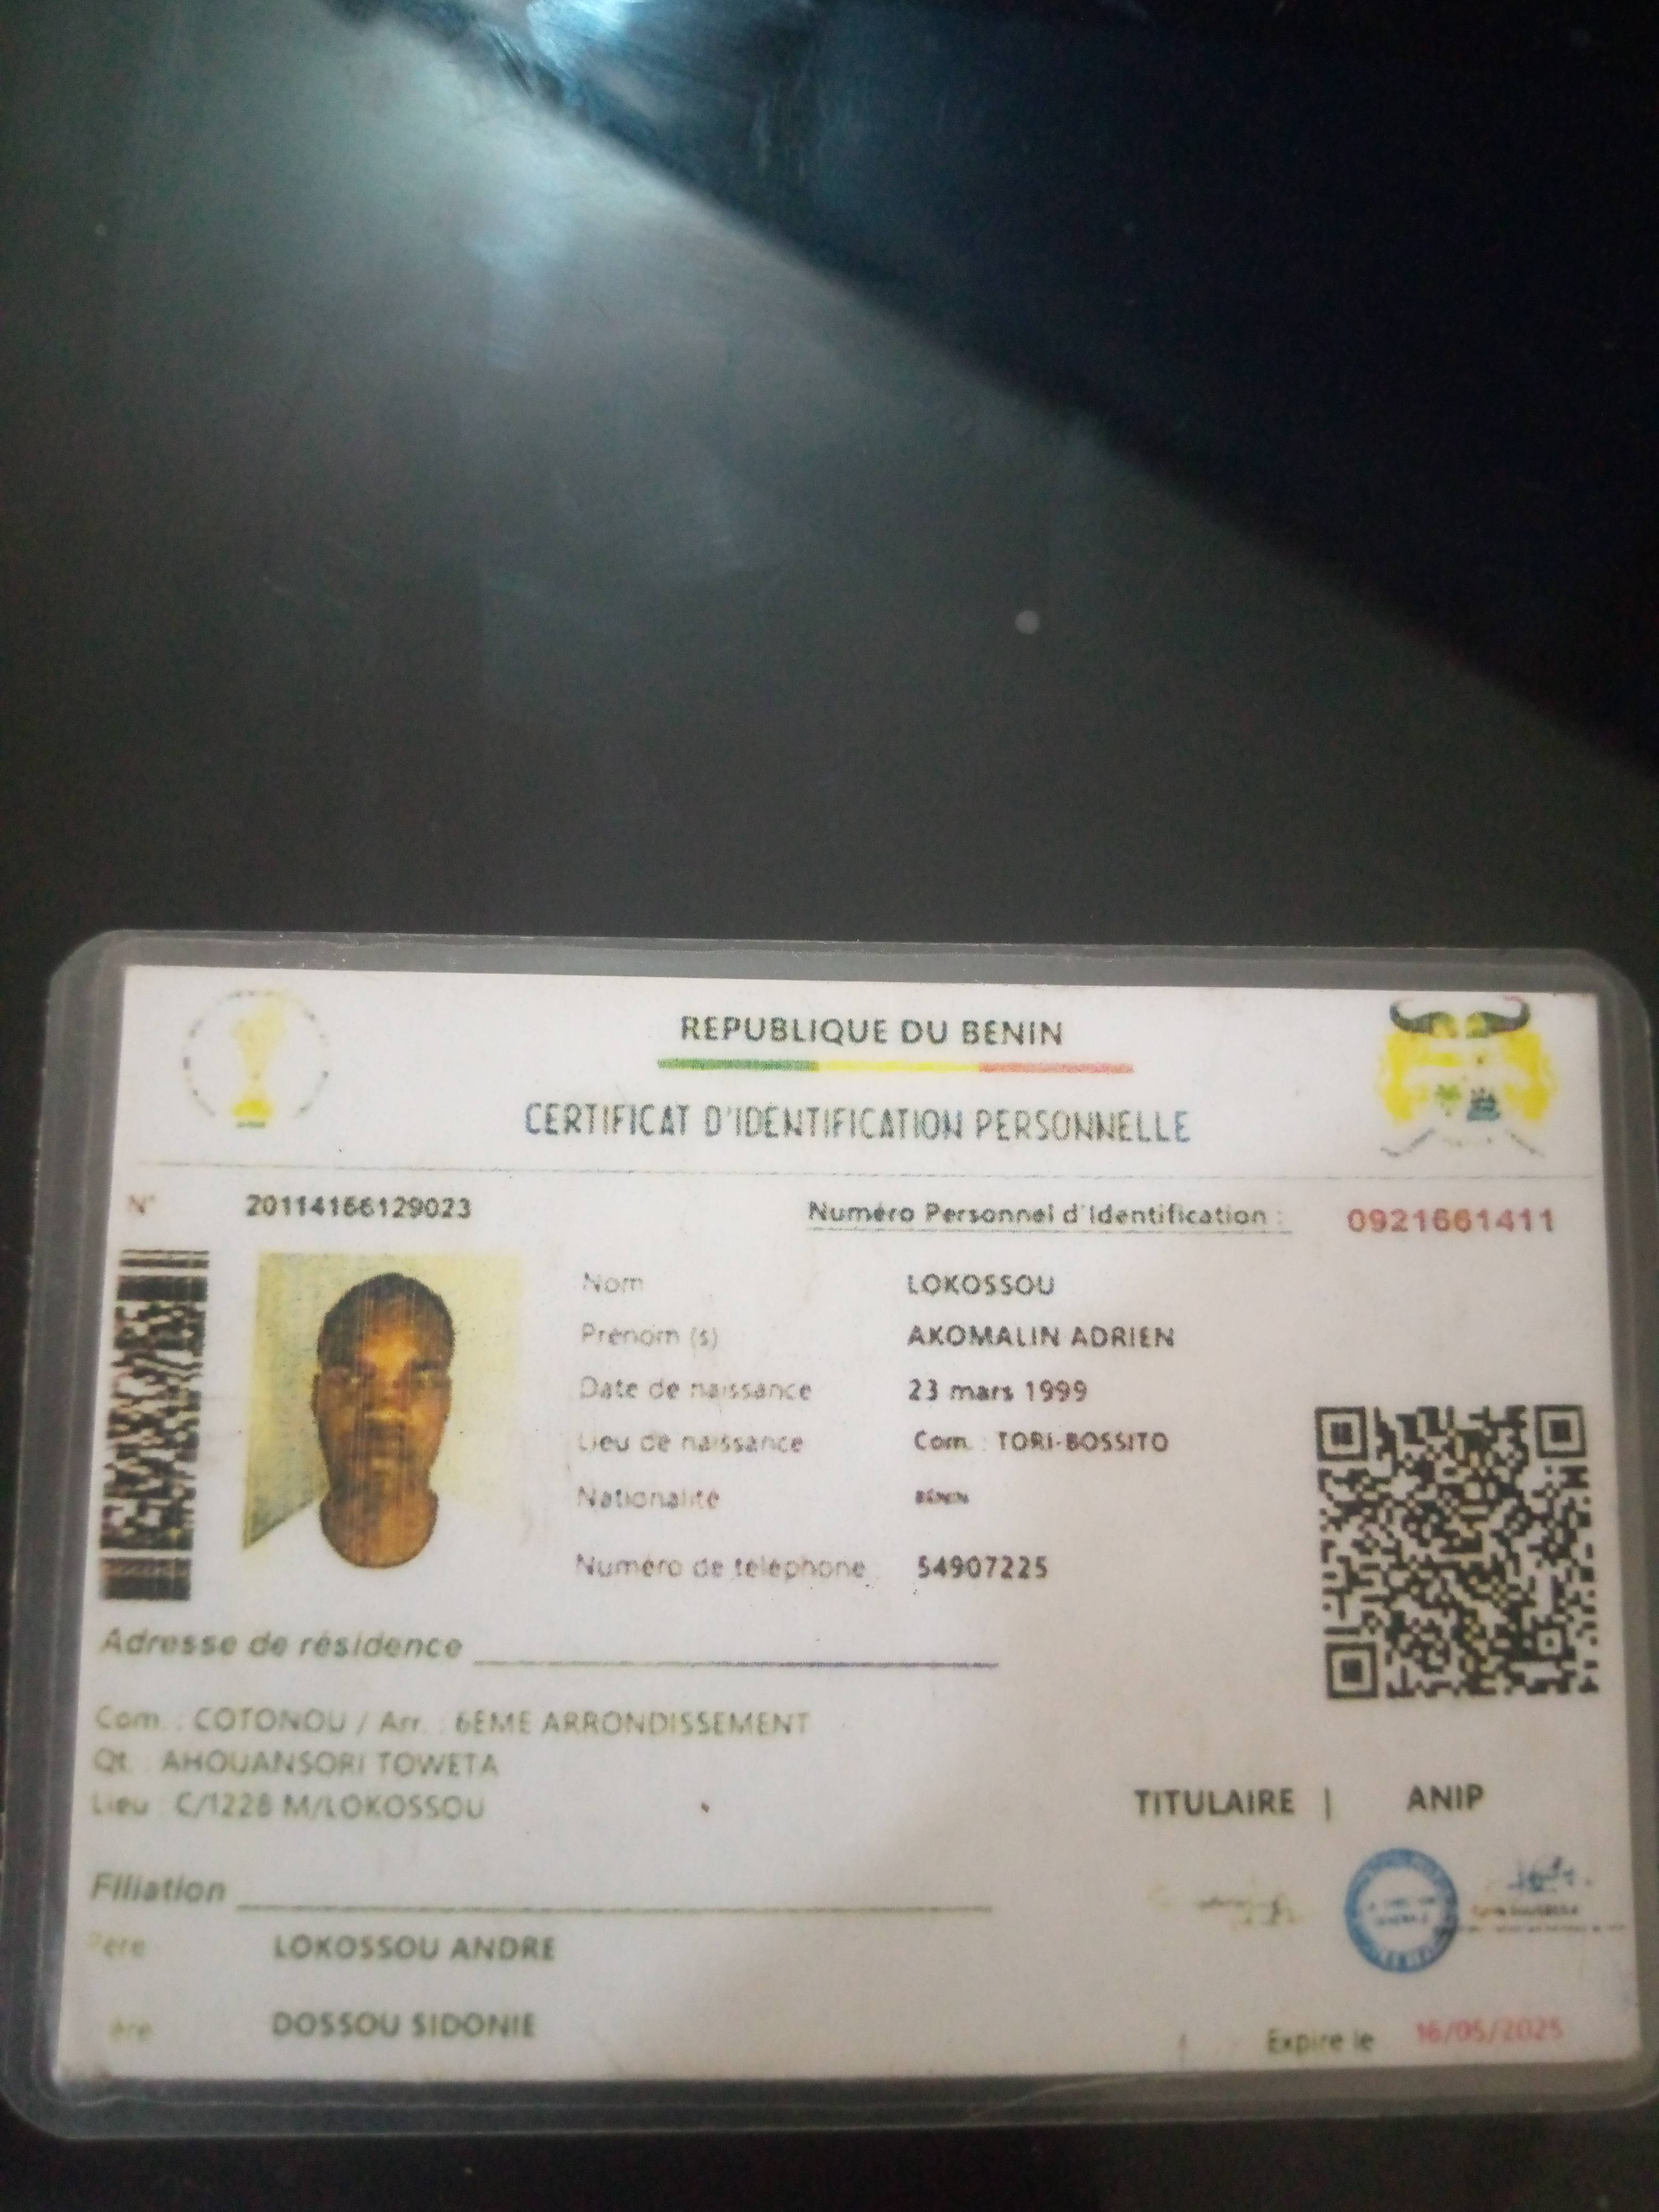 REPUBLIQUE DU BENIN
CERTIFICAT D'IDENTIFICATION PERSONNELLE
N° 20114166129023
Numéro Personnel d'Identification : 0921661411
Nom LOKOSSOU
Prénom (s) AKOMALIN ADRIEN
Date de naissance 23 mars 1999
Lieu de naissance Com. : TORI-BOSSITO
Nationalité BENIN
Numéro de téléphone 54907225
Adresse de résidence
Com. : COTONOU / Arr. : 6EME ARRONDISSEMENT
Qt. : AHOUANSORI TOWETA
Lieu : C/1228 M/LOKOSSOU
TITULAIRE | ANIP
Filiation
Père LOKOSSOU ANDRE
ère DOSSOU SIDONIE
Expire le 16/05/2025